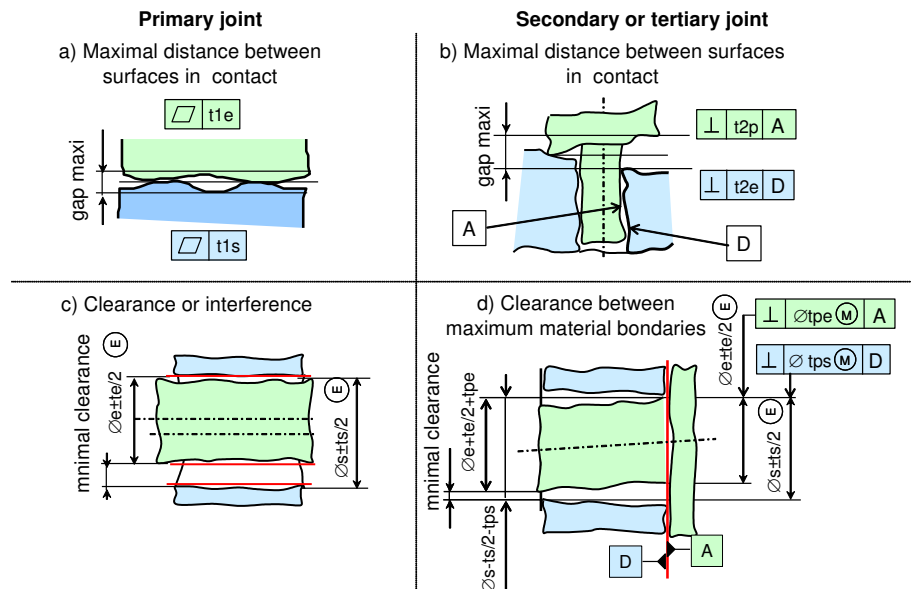 Primary joint
Secondary or tertiary joint
a) Maximal distance between
surfaces in contact
t1e
gap maxi
t1s
b) Maximal distance between surfaces
in contact
gap maxi
⊥ t2p A
⊥ t2e D
A
D
c) Clearance or interference
mnimal clearance
∅e±te/2 Ⓔ
∅s±ts/2 Ⓔ
d) Clearance between
maximum material bondaries
mnimal clearance
∅e+te/2+tpe
∅s-ts/2-tps
∅e±te/2 Ⓔ
∅s±ts/2 Ⓔ
⊥ ∅tpe Ⓜ A
⊥ ∅ tps Ⓜ D
D
A